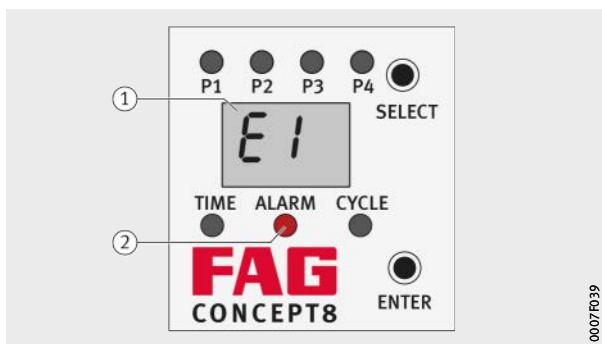 P1 P2 P3 P4
SELECT
1
E1
TIME ALARM CYCLE
2
FAG
CONCEPT8
ENTER
0007F039